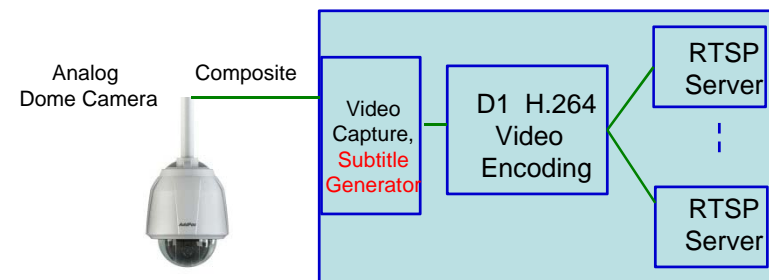 Analog
Dome Camera
Composite
Video
Capture,
Subtitle
Generator
D1 H.264
Video
Encoding
RTSP
Server
RTSP
Server